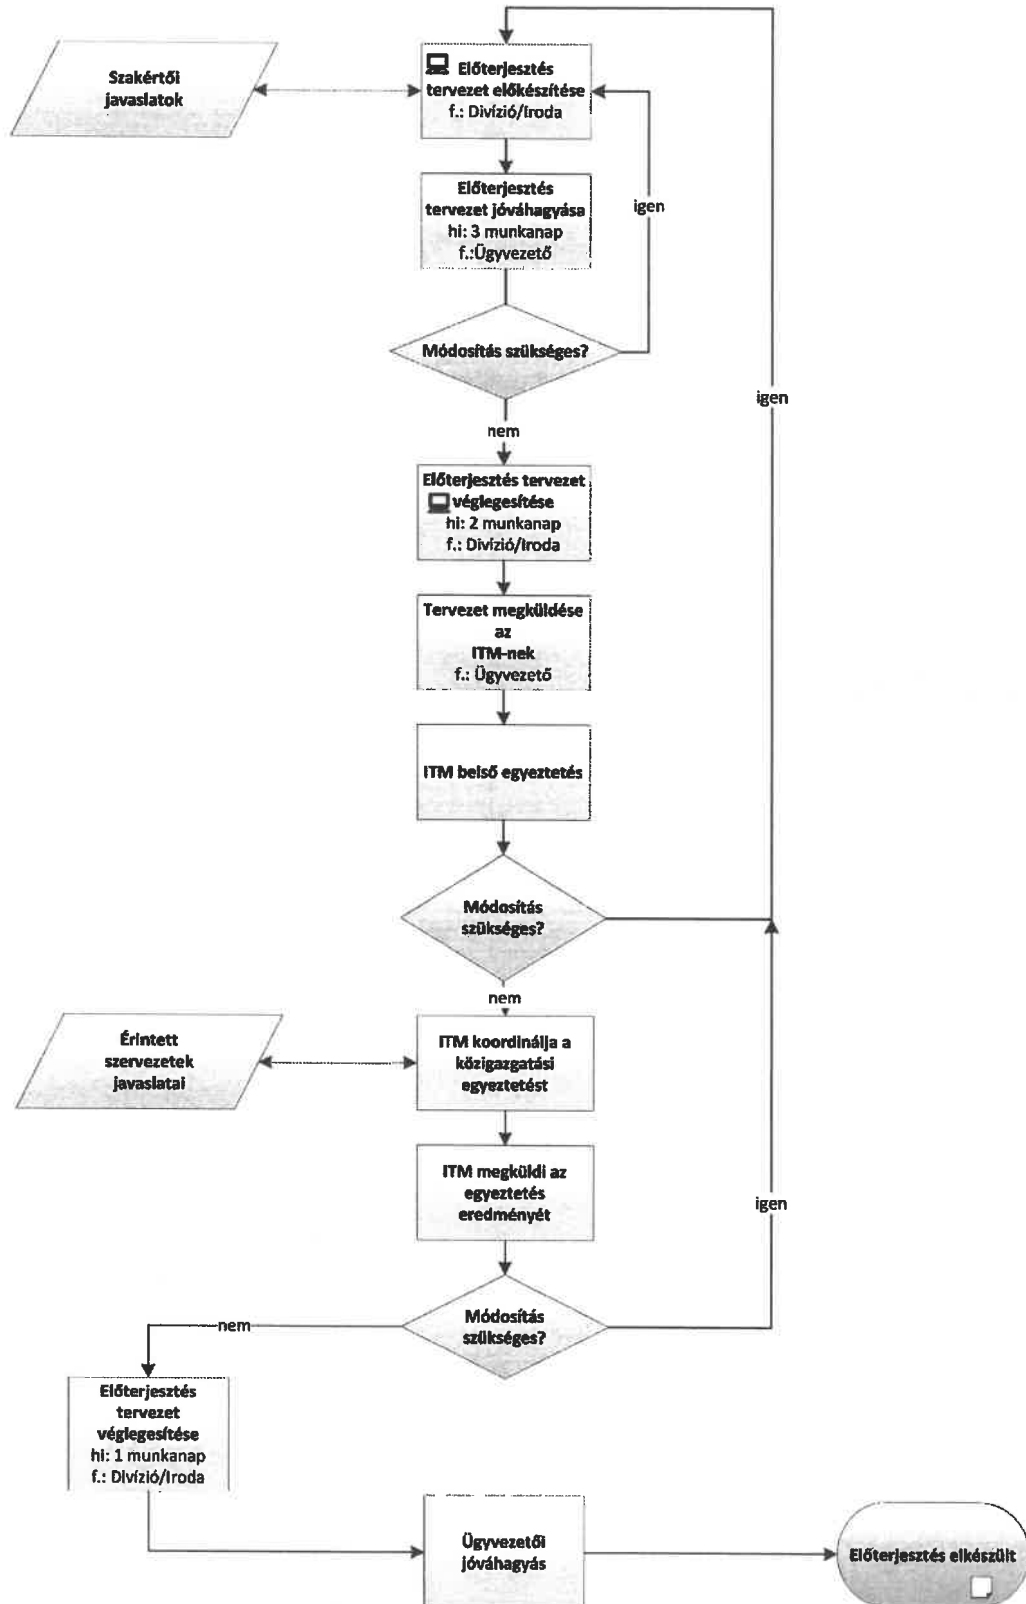 Szakértői
javaslatok
Előterjesztés
tervezet előkészítése
f.: Divízió/Iroda
Előterjesztés
tervezet jóváhagyása
hi: 3 munkanap
f.:Ügyvezető
igen
Módosítás szükséges?
igen
nem
Előterjesztés tervezet
véglegesítése
hi: 2 munkanap
f.: Divízió/Iroda
Tervezet megküldése
az
ITM-nek
f.: Ügyvezető
ITM belső egyeztetés
Módosítás
szükséges?
nem
Érintett
szervezetek
javaslatai
ITM koordinálja a
közigazgatási
egyeztetést
ITM megküldi az
egyeztetés
eredményét
igen
Módosítás
szükséges?
nem
Előterjesztés
tervezet
véglegesítése
hi: 1 munkanap
f.: Divízió/Iroda
Ügyvezetői
jóváhagyás
Előterjesztés elkészült